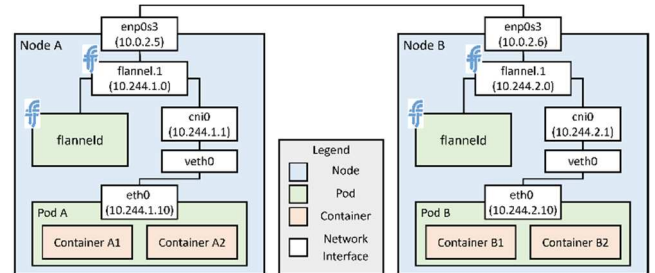 enp0s3
(10.0.2.5)
Node A
flannel.1
(10.244.1.0)
flanneld
cni0
(10.244.1.1)
veth0
eth0
(10.244.1.10)
Pod A
Container A1
Container A2
Legend
Node
Pod
Container
Network
Interface
enp0s3
(10.0.2.6)
Node B
flannel.1
(10.244.2.0)
flanneld
cni0
(10.244.2.1)
veth0
eth0
(10.244.2.10)
Pod B
Container B1
Container B2